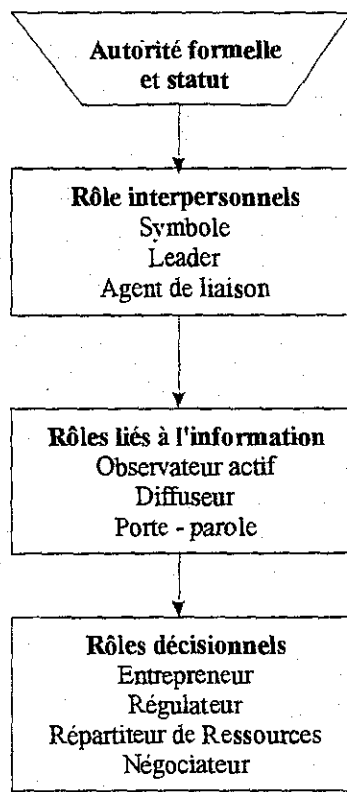 Autorité formelle
et statut
Rôle interpersonnels
Symbole
Leader
Agent de liaison
Rôles liés à l'information
Observateur actif
Diffuseur
Porte - parole
Rôles décisionnels
Entrepreneur
Régulateur
Répartiteur de Ressources
Négociateur